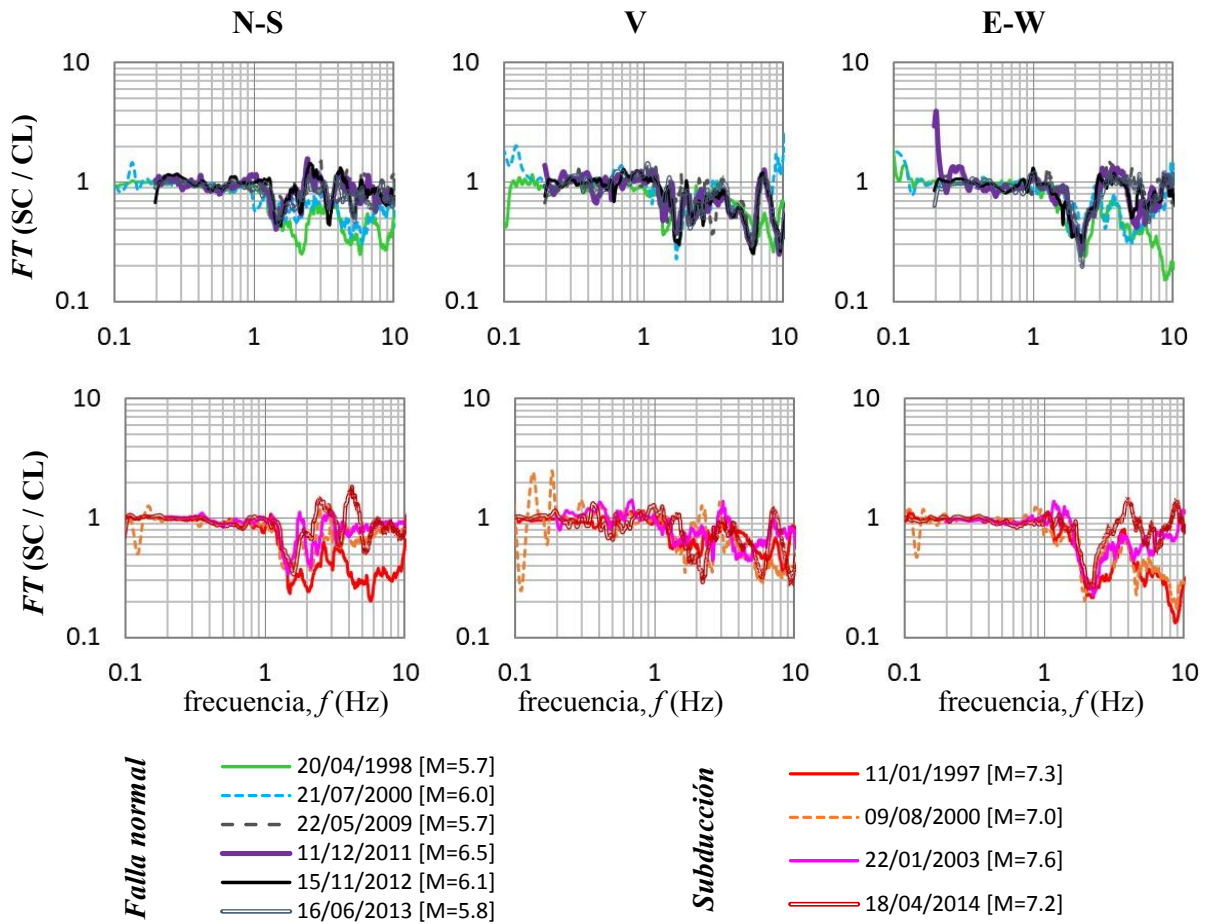 N-S
V
E-W
FT (SC / CL)
10
1
0.1
0.1
1
10
0.1
1
10
10
1
0.1
0.1
1
10
10
1
0.1
FT (SC / CL)
10
1
0.1
0.1
1
10
frecuencia, f (Hz)
10
1
0.1
0.1
1
10
frecuencia, f (Hz)
10
1
0.1
0.1
1
10
frecuencia, f (Hz)
Falla normal
20/04/1998 [M=5.7]
21/07/2000 [M=6.0]
22/05/2009 [M=5.7]
11/12/2011 [M=6.5]
15/11/2012 [M=6.1]
16/06/2013 [M=5.8]
Subducción
11/01/1997 [M=7.3]
09/08/2000 [M=7.0]
22/01/2003 [M=7.6]
18/04/2014 [M=7.2]